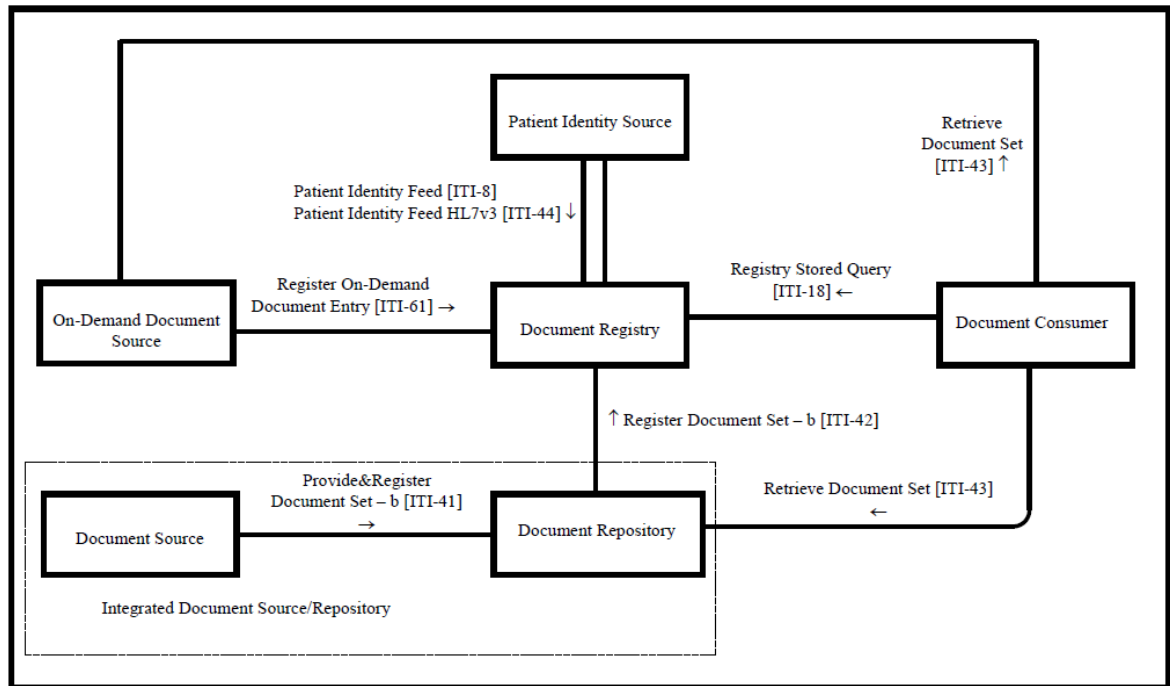 Patient Identity Source
Retrieve
Document Set
[ITI-43] ↑
Patient Identity Feed [ITI-8]
Patient Identity Feed HL7v3 [ITI-44] ↓
Register On-Demand
Document Entry [ITI-61] →
Registry Stored Query
[ITI-18] ←
On-Demand Document
Source
Document Registry
Document Consumer
↑ Register Document Set – b [ITI-42]
Provide&Register
Document Set – b [ITI-41]
→
Retrieve Document Set [ITI-43]
←
Document Source
Document Repository
Integrated Document Source/Repository